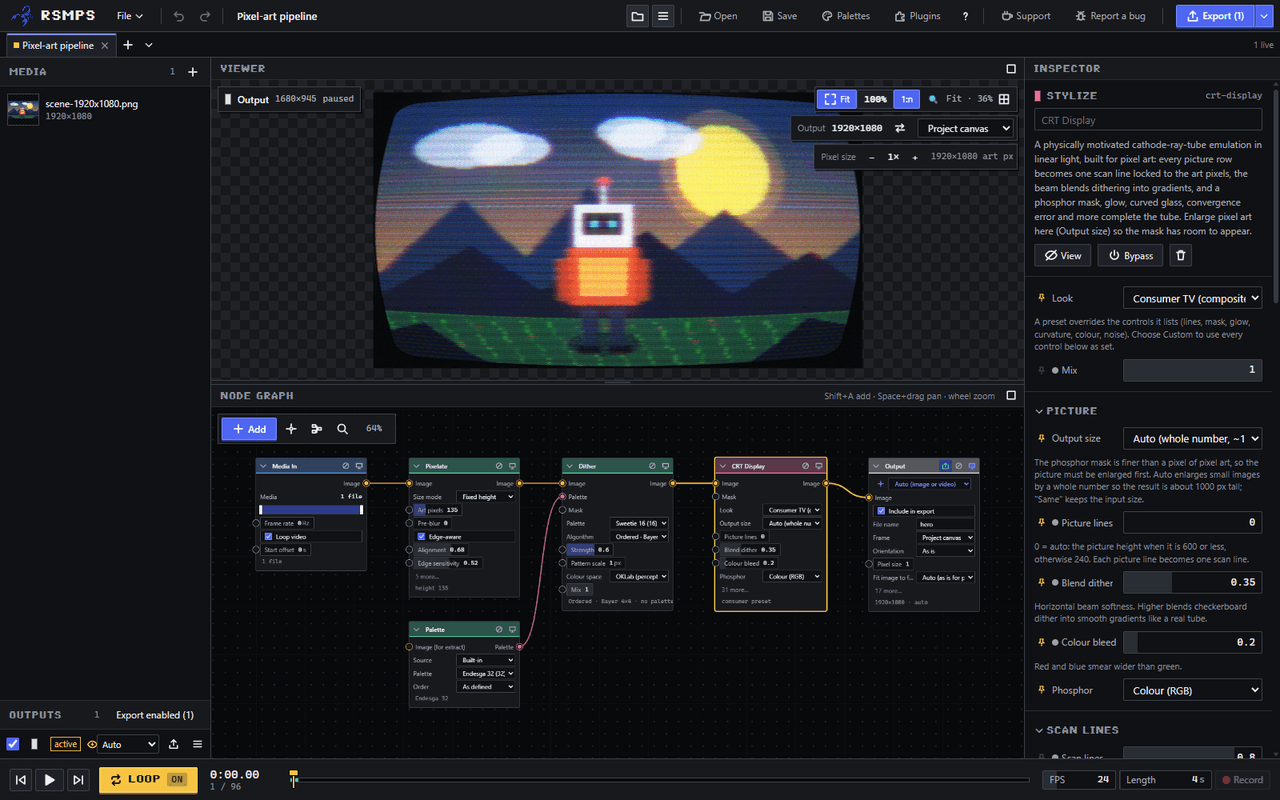 RSMPS
File
Pixel-art pipeline
Open
Save
Palettes
Plugins
?
Support
Report a bug
Export (1)
Pixel-art pipeline
1 live
MEDIA
1
scene-1920x1080.png
1920×1080
OUTPUTS
1
Export enabled (1)
active
Auto
VIEWER
Output 1680×945 paused
Fit
100%
1:n
Fit · 36%
Output 1920×1080
Project canvas
Pixel size
−
1×
+
1920×1080 art px
NODE GRAPH
Shift+A add · Space+drag pan · wheel zoom
+ Add
64%
Media In
Image
Media
1 file
Frame rate 0
Loop video
Start offset 0 s
1 file
Pixelate
Image
Image
Size mode
Fixed height
Art pixels 135
Pre-blur 0
Edge-aware
Alignment 0.68
Edge sensitivity 0.52
5 more...
height 135
Palette
Image (for extract)
Palette
Source
Built-in
Palette
Endesga 32 (32)
Order
As defined
Endesga 32
Dither
Image
Image
Palette
Mask
Palette
Sweetie 16 (16)
Algorithm
Ordered - Bayer
Strength 0.6
Pattern scale 1 px
Colour space
OKLab (percept
Mix 1
Ordered · Bayer 4×4 · no palette
CRT Display
Image
Image
Mask
Look
Consumer TV (c
Output size
Auto (whole nu
Picture lines 0
Blend dither 0.35
Colour bleed 0.2
Phosphor
Colour (RGB)
31 more...
consumer preset
Output
Auto (image or video)
Image
Include in export
File name
hero
Frame
Project canvas
Orientation
As is
Pixel size 1
Fit image to f...
Auto (as is for p
17 more...
1920×1080 · auto
INSPECTOR
STYLIZE
crt-display
CRT Display
A physically motivated cathode-ray-tube emulation in
linear light, built for pixel art: every picture row
becomes one scan line locked to the art pixels, the
beam blends dithering into gradients, and a
phosphor mask, glow, curved glass, convergence
error and more complete the tube. Enlarge pixel art
here (Output size) so the mask has room to appear.
View
Bypass
Look
Consumer TV (composite
A preset overrides the controls it lists (lines, mask, glow,
curvature, colour, noise). Choose Custom to use every
control below as set.
Mix
1
PICTURE
Output size
Auto (whole number, ~1
The phosphor mask is finer than a pixel of pixel art, so the
picture must be enlarged first. Auto enlarges small images
by a whole number so the result is about 1000 px tall;
"Same" keeps the input size.
Picture lines
0
0 = auto: the picture height when it is 600 or less,
otherwise 240. Each picture line becomes one scan line.
Blend dither
0.35
Horizontal beam softness. Higher blends checkerboard
dither into smooth gradients like a real tube.
Colour bleed
0.2
Red and blue smear wider than green.
Phosphor
Colour (RGB)
SCAN LINES
Scan lines
0.8
LOOP ON
0:00.00
1 / 96
FPS 24
Length 4 s
Record